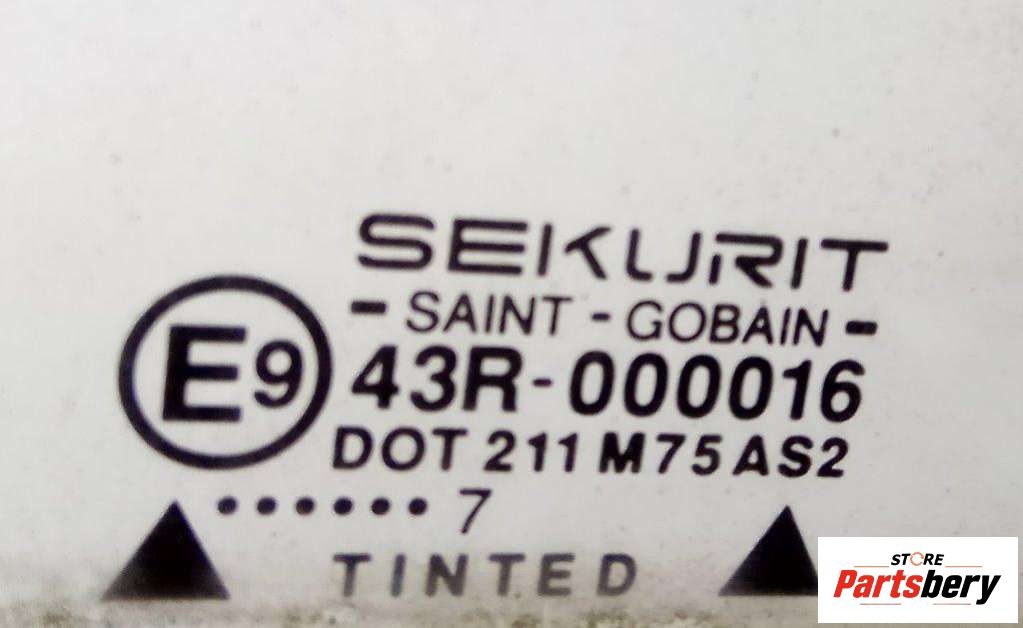 SEKURIT
- SAINT - GOBAIN -
E9 43R-000016
DOT 211 M75 AS2
...... 7
TINTED
STORE
Partsbery